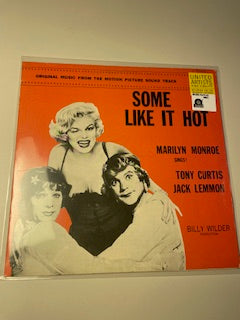 ORIGINAL MUSIC FROM THE MOTION PICTURE SOUND TRACK
UNITED
ARTISTS
SOME
LIKE IT HOT
MARILYN MONROE
SINGS!
TONY CURTIS
JACK LEMMON
BILLY WILDER
PRODUCTION